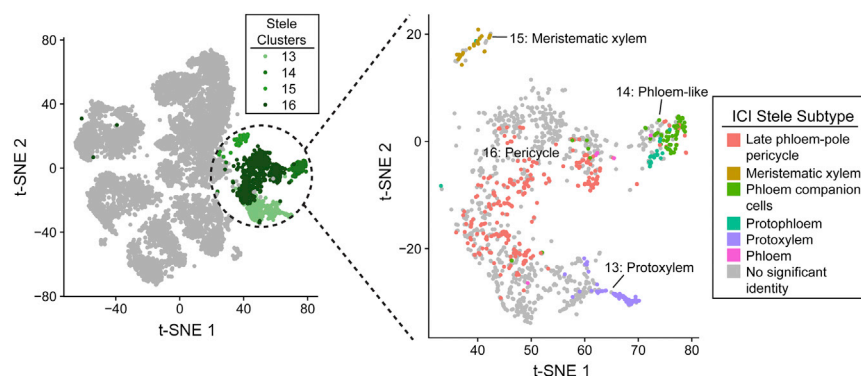 Stele
Clusters
13
14
15
16
80
40
0
−40
−80
t-SNE 2
−40
0
40
80
t-SNE 1
20
0
−20
t-SNE 2
40
50
60
70
80
t-SNE 1
15: Meristematic xylem
14: Phloem-like
16: Pericycle
13: Protoxylem
ICI Stele Subtype
Late phloem-pole
pericycle
Meristematic xylem
Phloem companion
cells
Protophloem
Protoxylem
Phloem
No significant
identity